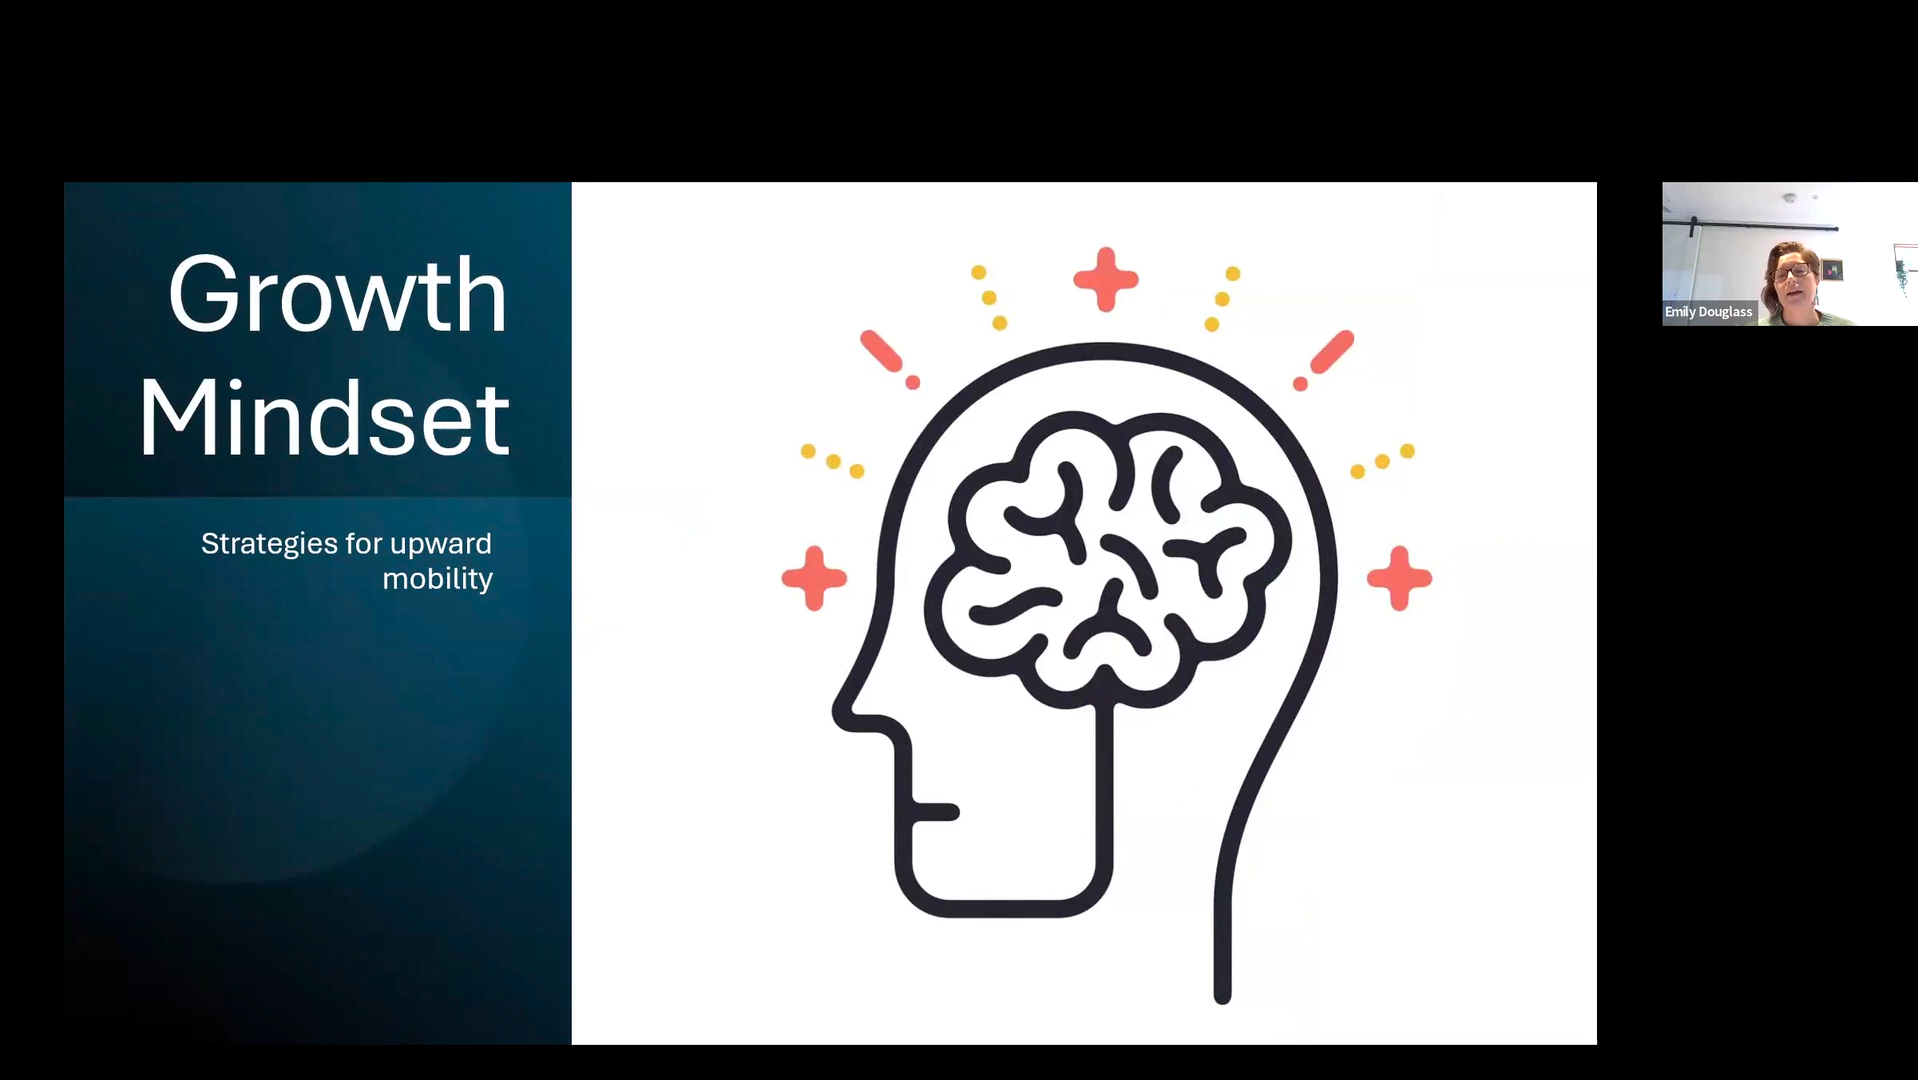 Growth
Mindset
Strategies for upward
mobility
Emily Douglass